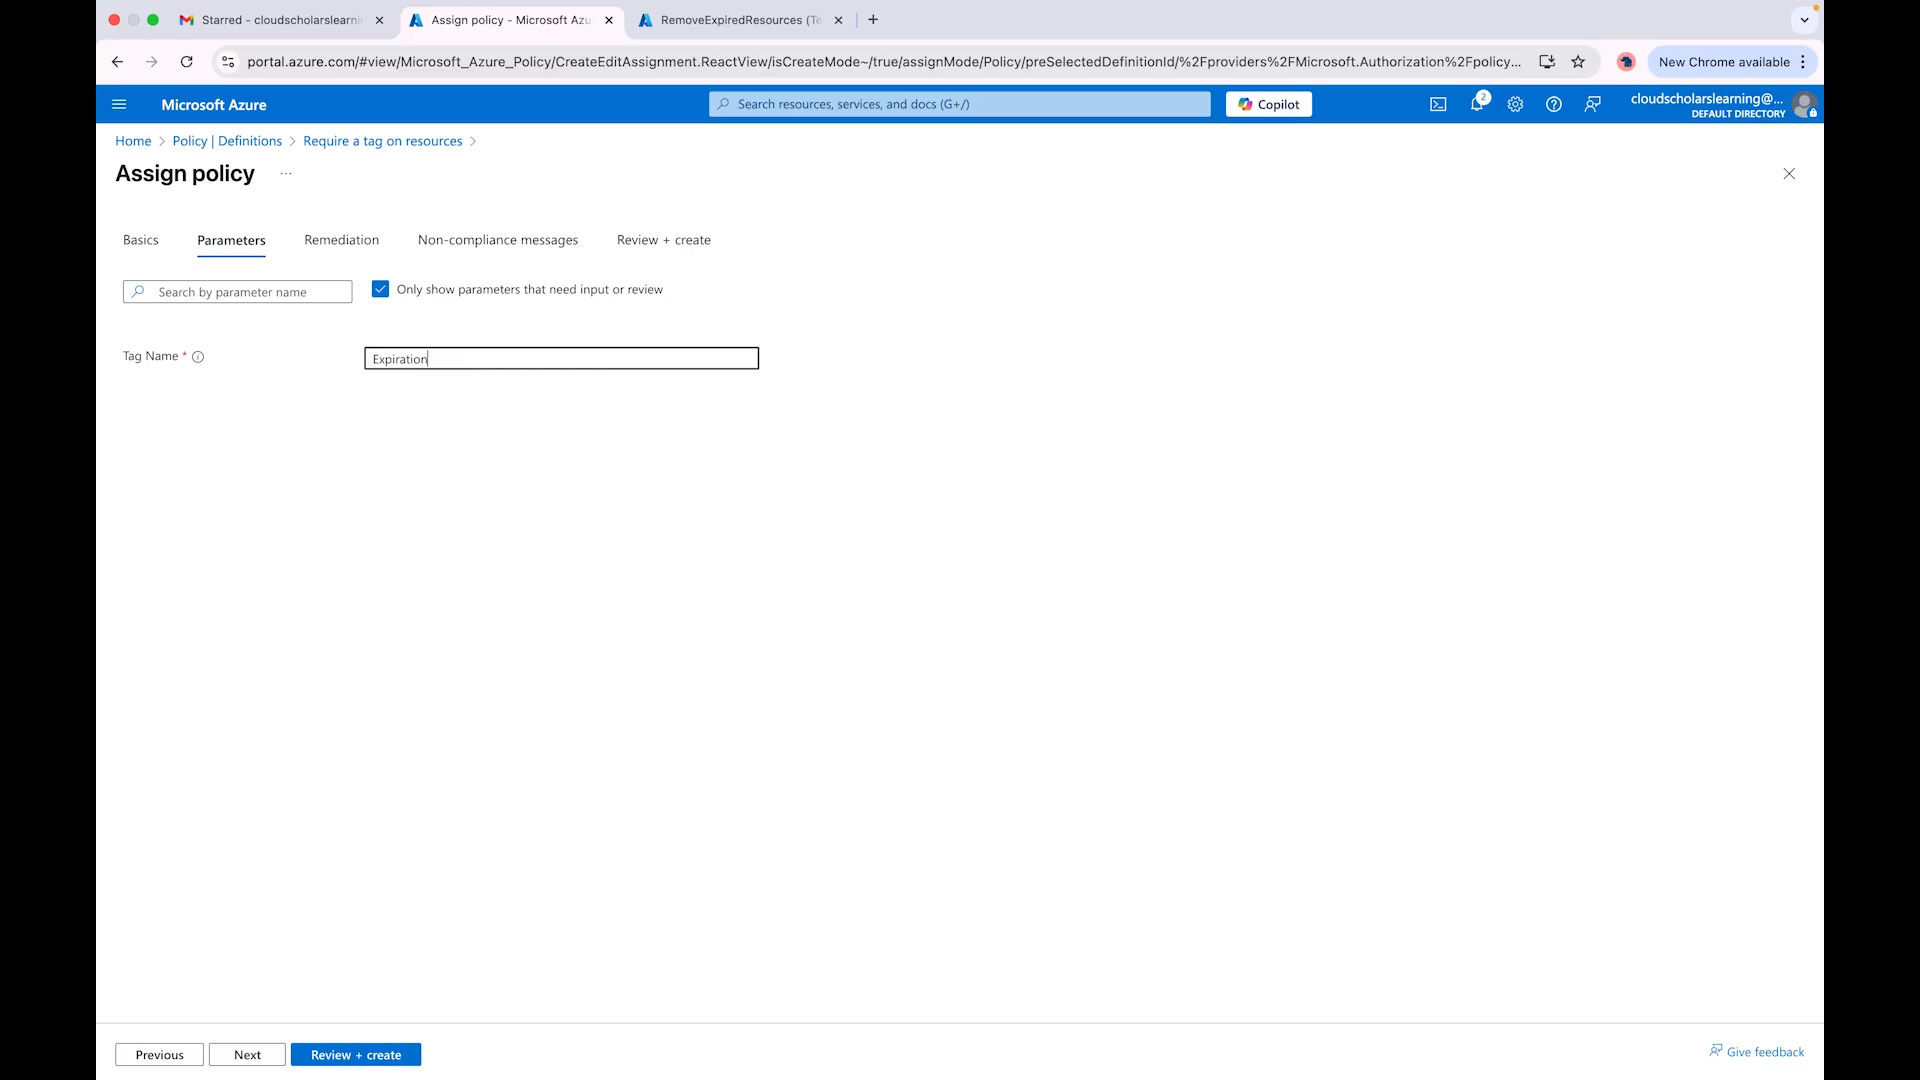 Starred - cloudscholarslearni
Assign policy - Microsoft Azu
RemoveExpiredResources (Te
portal.azure.com/#view/Microsoft_Azure_Policy/CreateEditAssignment.ReactView/isCreateMode~/true/assignMode/Policy/preSelectedDefinitionId/%2Fproviders%2FMicrosoft.Authorization%2Fpolicy...
New Chrome available
Microsoft Azure
Search resources, services, and docs (G+/)
Copilot
2
cloudscholarslearning@...
DEFAULT DIRECTORY
Home > Policy | Definitions > Require a tag on resources >
Assign policy ...
Basics
Parameters
Remediation
Non-compliance messages
Review + create
Search by parameter name
Only show parameters that need input or review
Tag Name *
Expiration
Previous
Next
Review + create
Give feedback